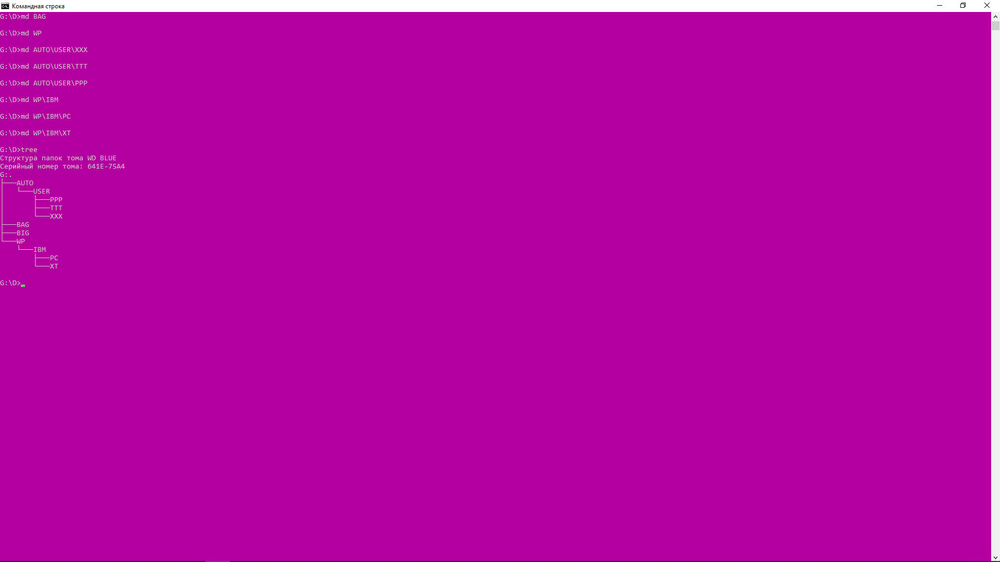 Командная строка
G:\D>md BAG
G:\D>md WP
G:\D>md AUTO\USER\XXX
G:\D>md AUTO\USER\TTT
G:\D>md AUTO\USER\PPP
G:\D>md WP\IBM
G:\D>md WP\IBM\PC
G:\D>md WP\IBM\XT
G:\D>tree
Структура папок тома WD BLUE
Серийный номер тома: 641E-75A4
G:.
├───AUTO
│   └───USER
│       ├───PPP
│       ├───TTT
│       └───XXX
├───BAG
├───BIG
└───WP
    └───IBM
        ├───PC
        └───XT
G:\D>